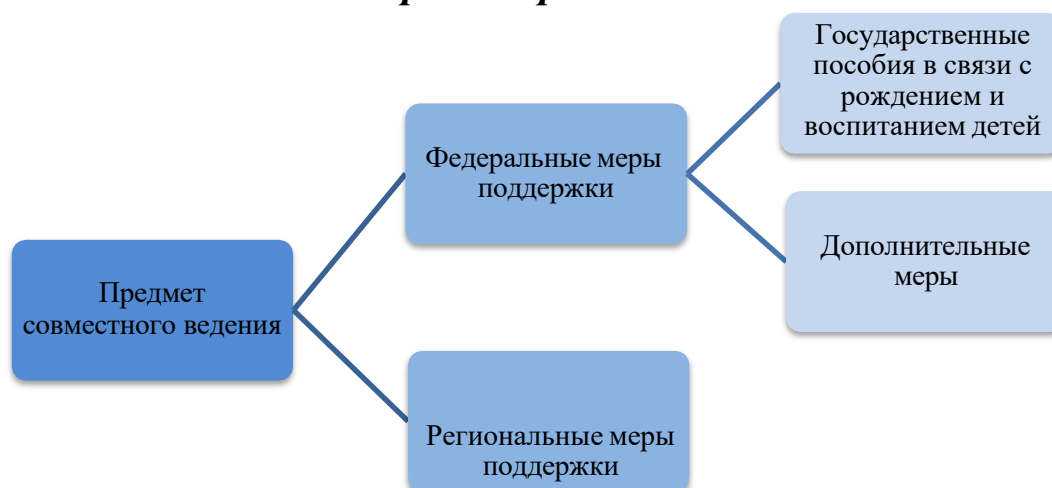 Государственные
пособия в связи с
рождением и
воспитанием детей
Федеральные меры
поддержки
Дополнительные
меры
Предмет
совместного ведения
Региональные меры
поддержки